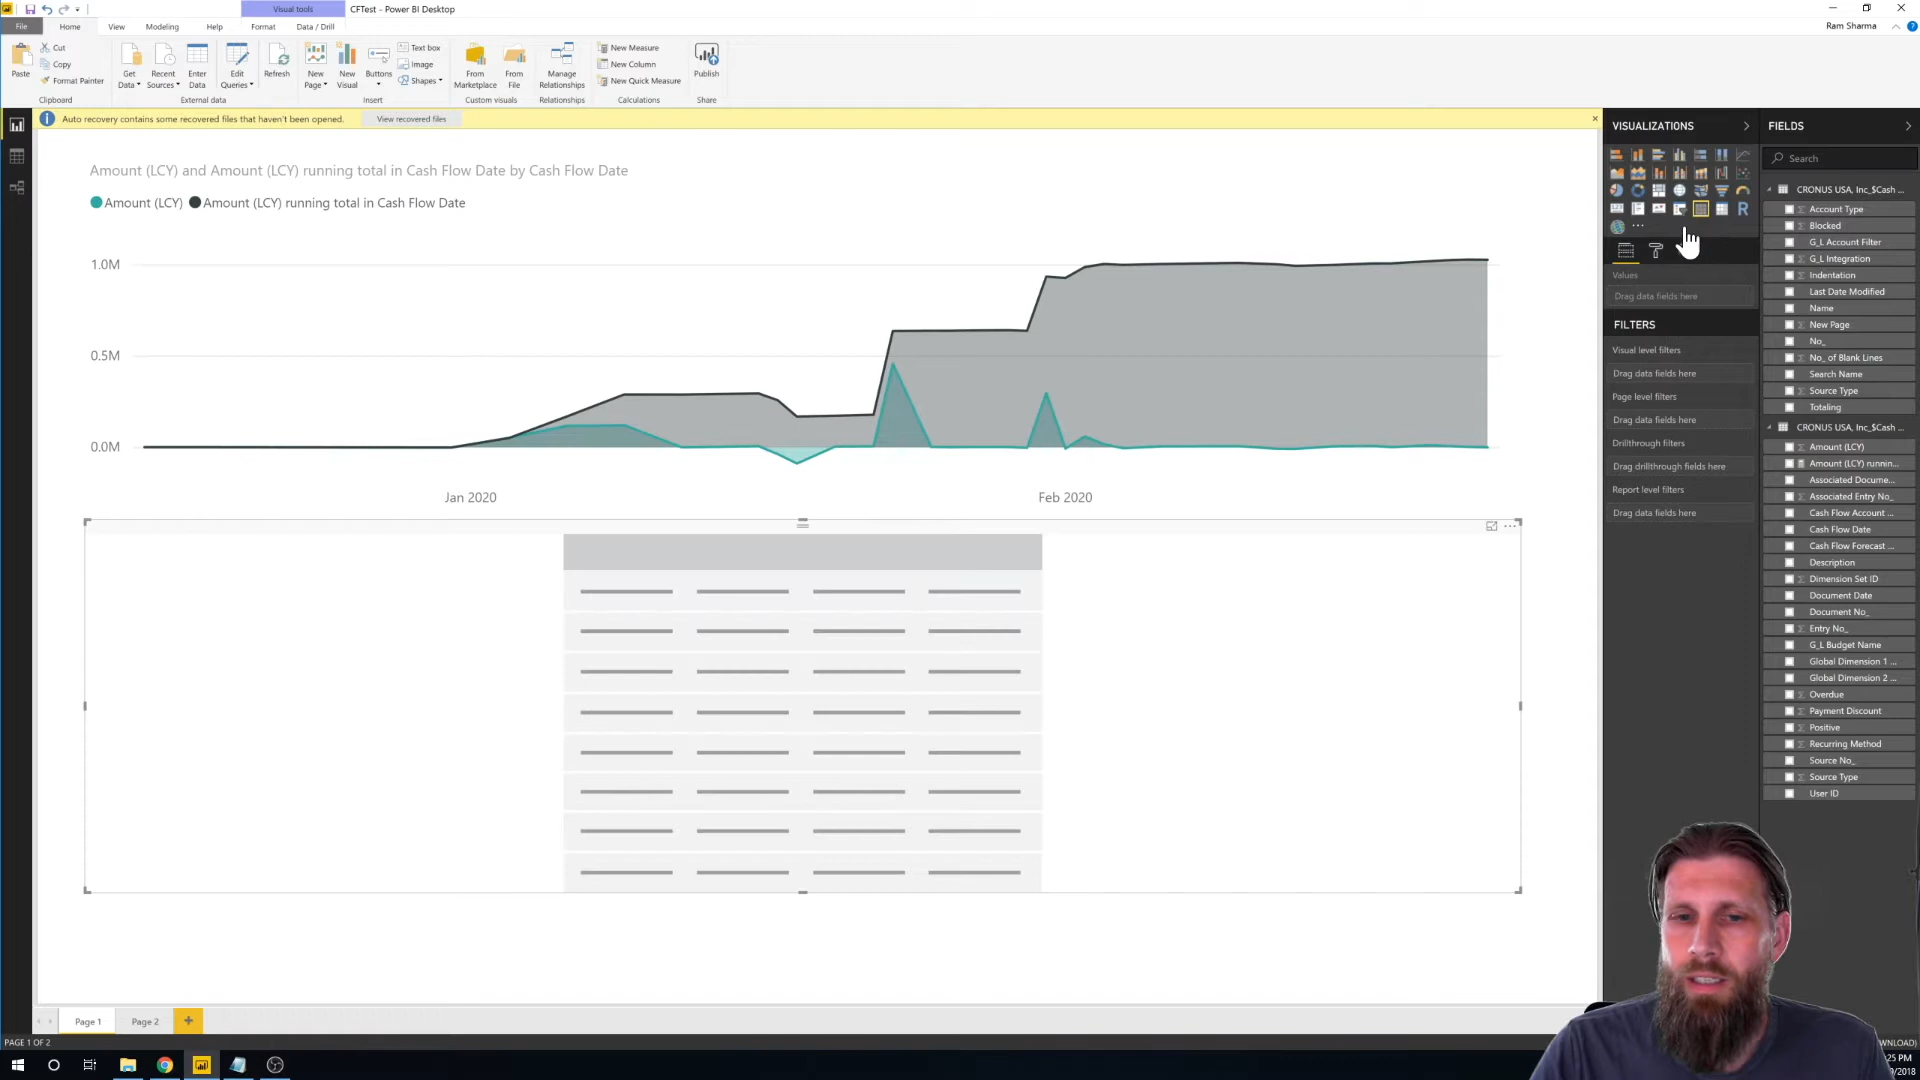 Visual tools
CFTest - Power BI Desktop
File
Home
View
Modeling
Help
Format
Data / Drill
Ram Sharma
Paste
Cut
Copy
Format Painter
Clipboard
Get Data
Recent Sources
Enter Data
Edit Queries
Refresh
External data
New Page
New Visual
Buttons
Text box
Image
Shapes
Insert
From Marketplace
From File
Custom visuals
Manage Relationships
Relationships
New Measure
New Column
New Quick Measure
Calculations
Publish
Share
Auto recovery contains some recovered files that haven't been opened.
View recovered files
Amount (LCY) and Amount (LCY) running total in Cash Flow Date by Cash Flow Date
Amount (LCY)
Amount (LCY) running total in Cash Flow Date
1.0M
0.5M
0.0M
Jan 2020
Feb 2020
VISUALIZATIONS
R
Values
Drag data fields here
FILTERS
Visual level filters
Drag data fields here
Page level filters
Drag data fields here
Drillthrough filters
Drag drillthrough fields here
Report level filters
Drag data fields here
FIELDS
Search
CRONUS USA, Inc_$Cash ...
Account Type
Blocked
G_L Account Filter
G_L Integration
Indentation
Last Date Modified
Name
New Page
No_
No_ of Blank Lines
Search Name
Source Type
Totaling
CRONUS USA, Inc_$Cash ...
Amount (LCY)
Amount (LCY) runnin...
Associated Docume...
Associated Entry No_
Cash Flow Account ...
Cash Flow Date
Cash Flow Forecast ...
Description
Dimension Set ID
Document Date
Document No_
Entry No_
G_L Budget Name
Global Dimension 1 ...
Global Dimension 2 ...
Overdue
Payment Discount
Positive
Recurring Method
Source No_
Source Type
User ID
Page 1
Page 2
PAGE 1 OF 2
WNLOAD)
25 PM
/2018